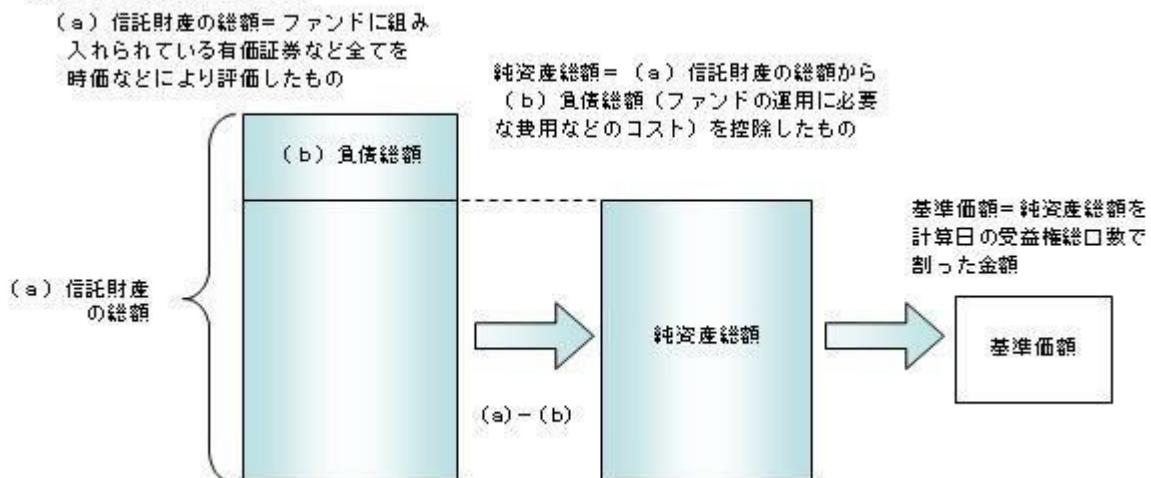 (a)信託財産の総額=ファンドに組み
入れられている有価証券など全てを
時価などにより評価したもの
純資産総額=(a)信託財産の総額から
(b)負債総額(ファンドの運用に必要
な費用などのコスト)を控除したもの
(b)負債総額
基準価額=純資産総額を
計算日の受益権総口数で
割った金額
(a)信託財産
の総額
純資産総額
基準価額
(a)-(b)